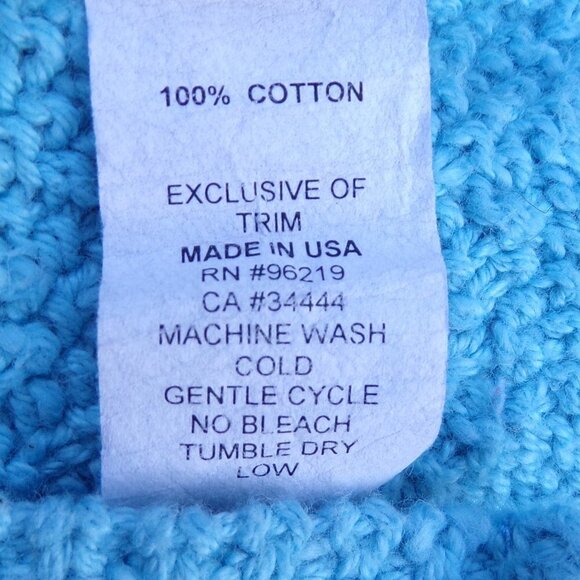 100% COTTON
EXCLUSIVE OF
TRIM
MADE IN USA
RN #96219
CA #34444
MACHINE WASH
COLD
GENTLE CYCLE
NO BLEACH
TUMBLE DRY
LOW